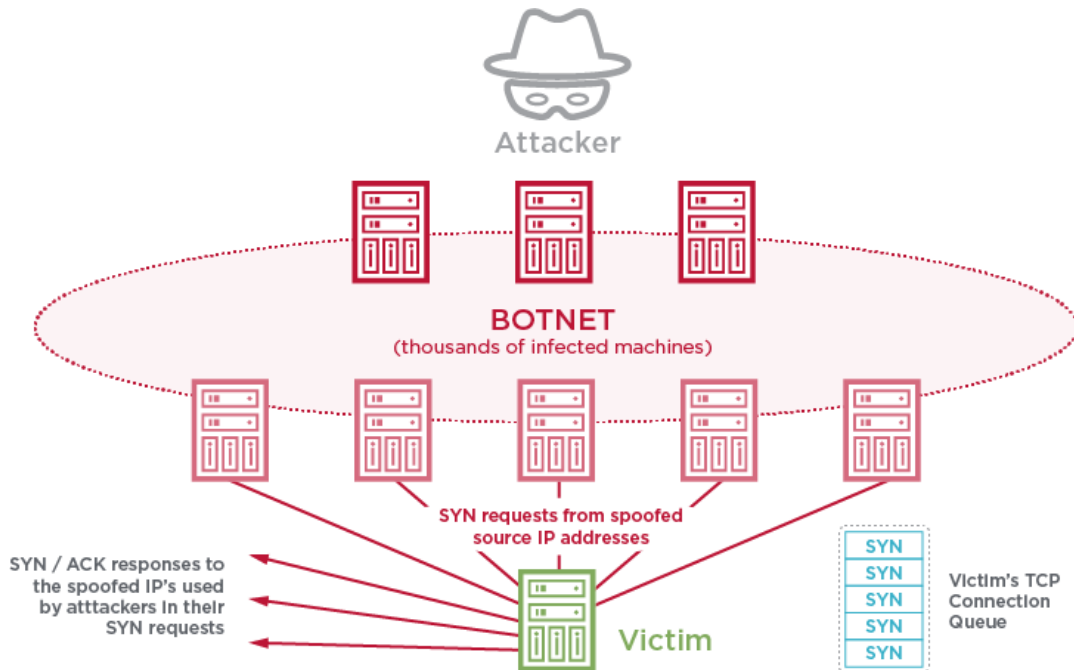 Attacker
BOTNET
(thousands of infected machines)
SYN requests from spoofed
source IP addresses
SYN / ACK responses to
the spoofed IP's used
by atttackers in their
SYN requests
Victim
SYN
SYN
SYN
SYN
SYN
Victim's TCP
Connection
Queue